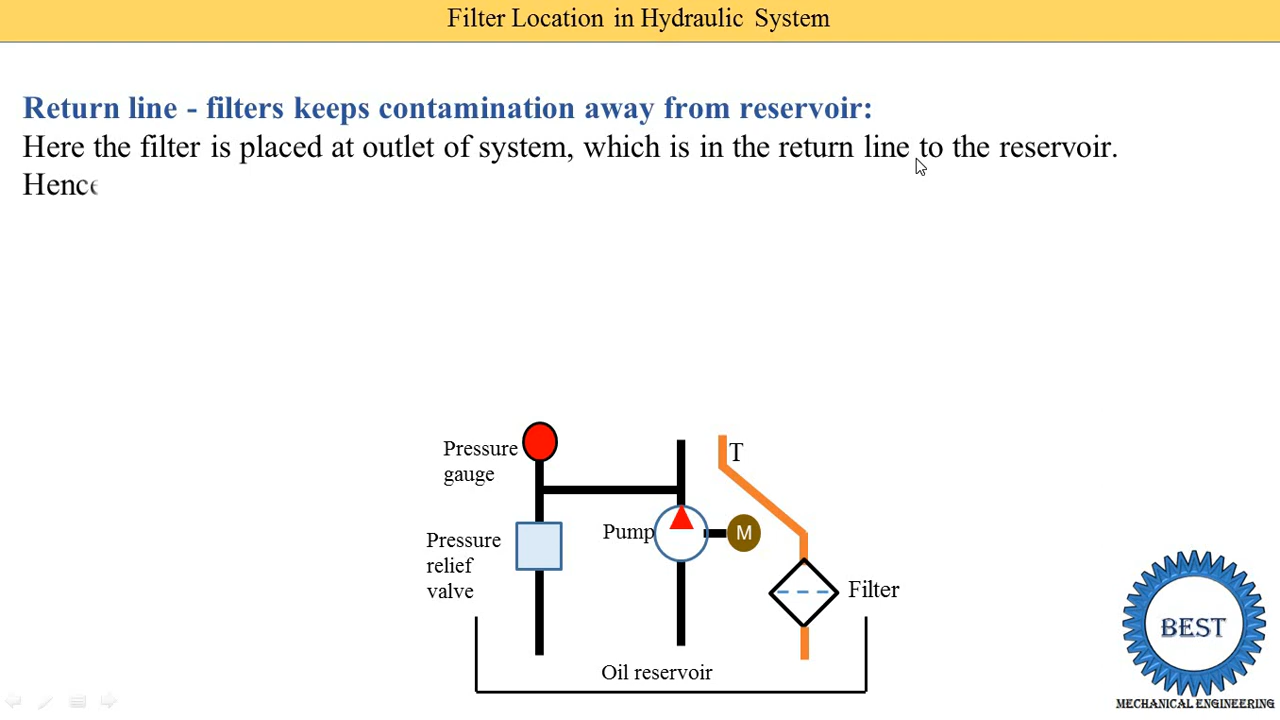 Filter Location in Hydraulic System
Return line - filters keeps contamination away from reservoir:
Here the filter is placed at outlet of system, which is in the return line to the reservoir.
Hence
Pressure
gauge
T
Pump
M
Pressure
relief
valve
Filter
Oil reservoir
BEST
MECHANICAL ENGINEERING